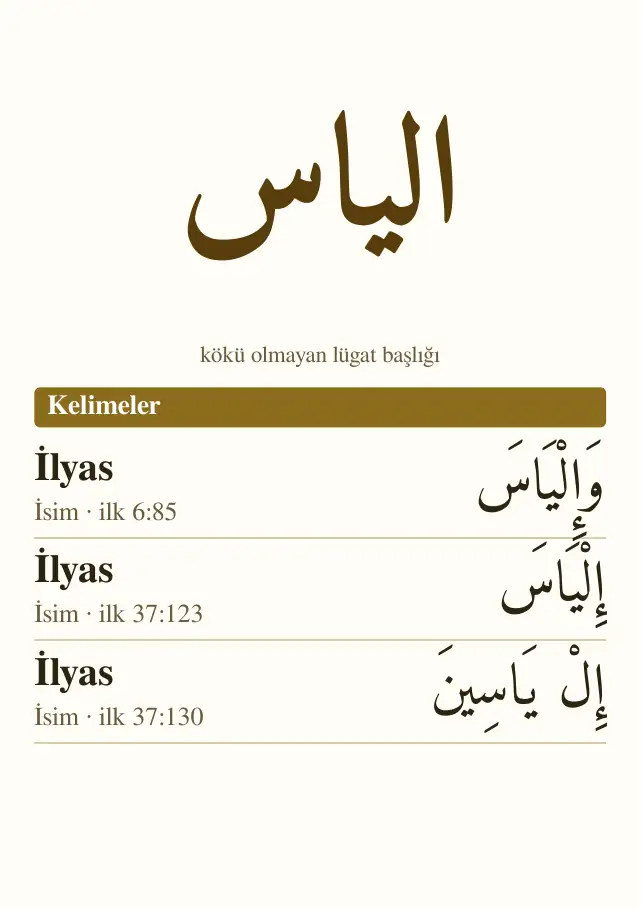 الياس
kökü olmayan lügat başlığı
Kelimeler
İlyas وَإِلْيَاسَ
İsim · ilk 6:85
İlyas إِلْيَاسَ
İsim · ilk 37:123
İlyas إِلْ يَاسِينَ
İsim · ilk 37:130